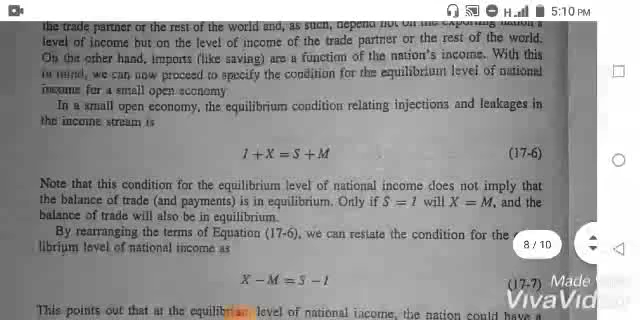 H
5:10 PM
the trade partner or the rest of the world and, as such, depend not on the exporting nation's
level of income but on the level of income of the trade partner or the rest of the world.
On the other hand, imports (like saving) are a function of the nation's income. With this
in mind, we can now proceed to specify the condition for the equilibrium level of national
income for a small open economy
In a small open economy, the equilibrium condition relating injections and leakages in
the income stream is
I + X = S + M (17-6)
Note that this condition for the equilibrium level of national income does not imply that
the balance of trade (and payments) is in equilibrium. Only if S = I will X = M, and the
balance of trade will also be in equilibrium.
By rearranging the terms of Equation (17-6), we can restate the condition for the
librium level of national income as
8 / 10
X – M = S – I (17-7)
Made
VivaVideo
This points out that at the equilibrium level of national income, the nation could have a